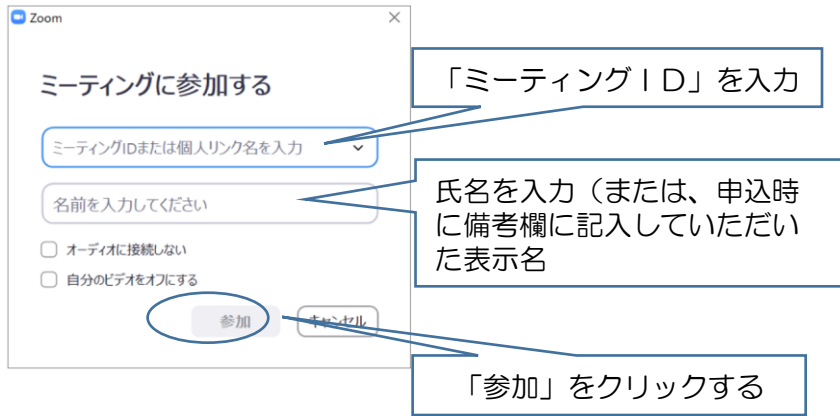 Zoom
ミーティングに参加する
「ミーティングＩＤ」を入力
ミーティングIDまたは個人リンク名を入力
氏名を入力（または、申込時
に備考欄に記入していただい
た表示名
名前を入力してください
オーディオに接続しない
自分のビデオをオフにする
参加
キャンセル
「参加」をクリックする